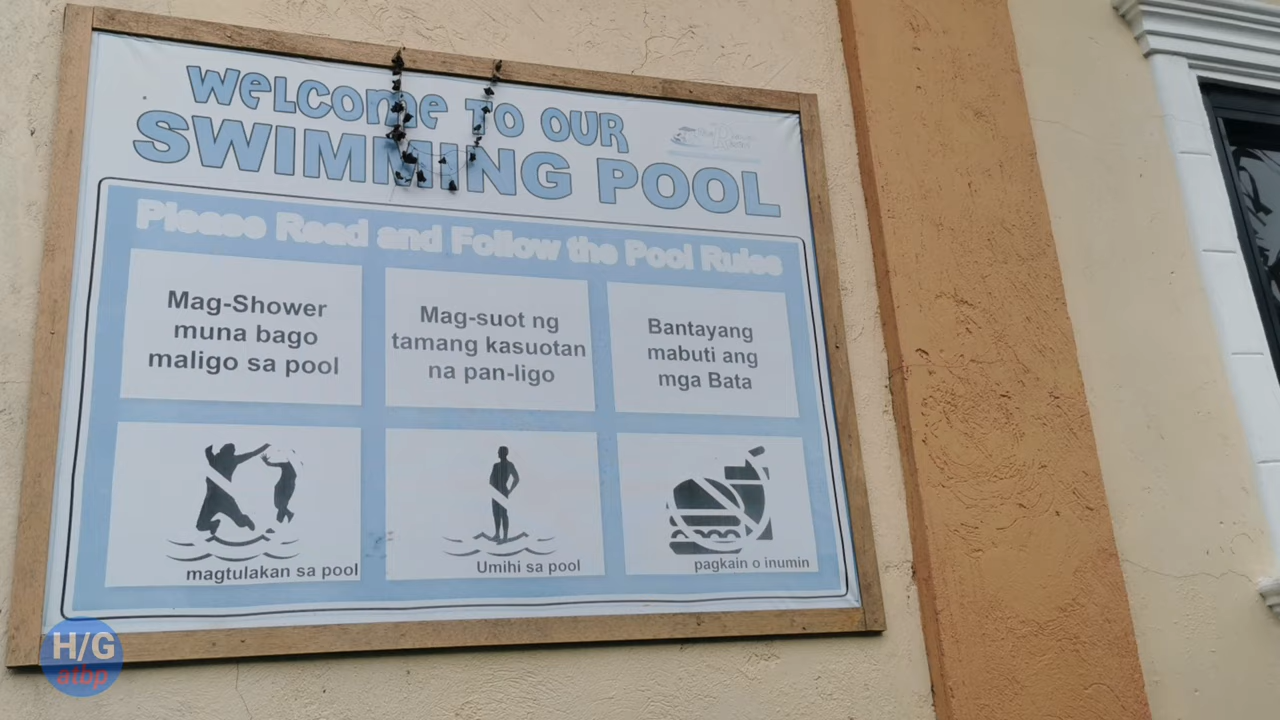 WeLcome To our
SWIMMING POOL
Please Read and Follow the Pool Rules
Mag-Shower
muna bago
maligo sa pool
Mag-suot ng
tamang kasuotan
na pan-ligo
Bantayang
mabuti ang
mga Bata
magtulakan sa pool
Umihi sa pool
pagkain o inumin
H/G
atbp